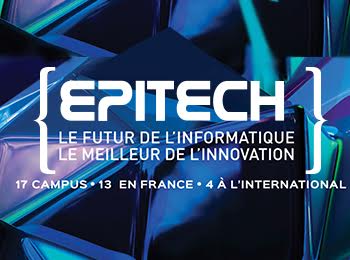 {EPITECH}
LE FUTUR DE L'INFORMATIQUE
LE MEILLEUR DE L'INNOVATION
17 CAMPUS • 13 EN FRANCE • 4 À L'INTERNATIONAL